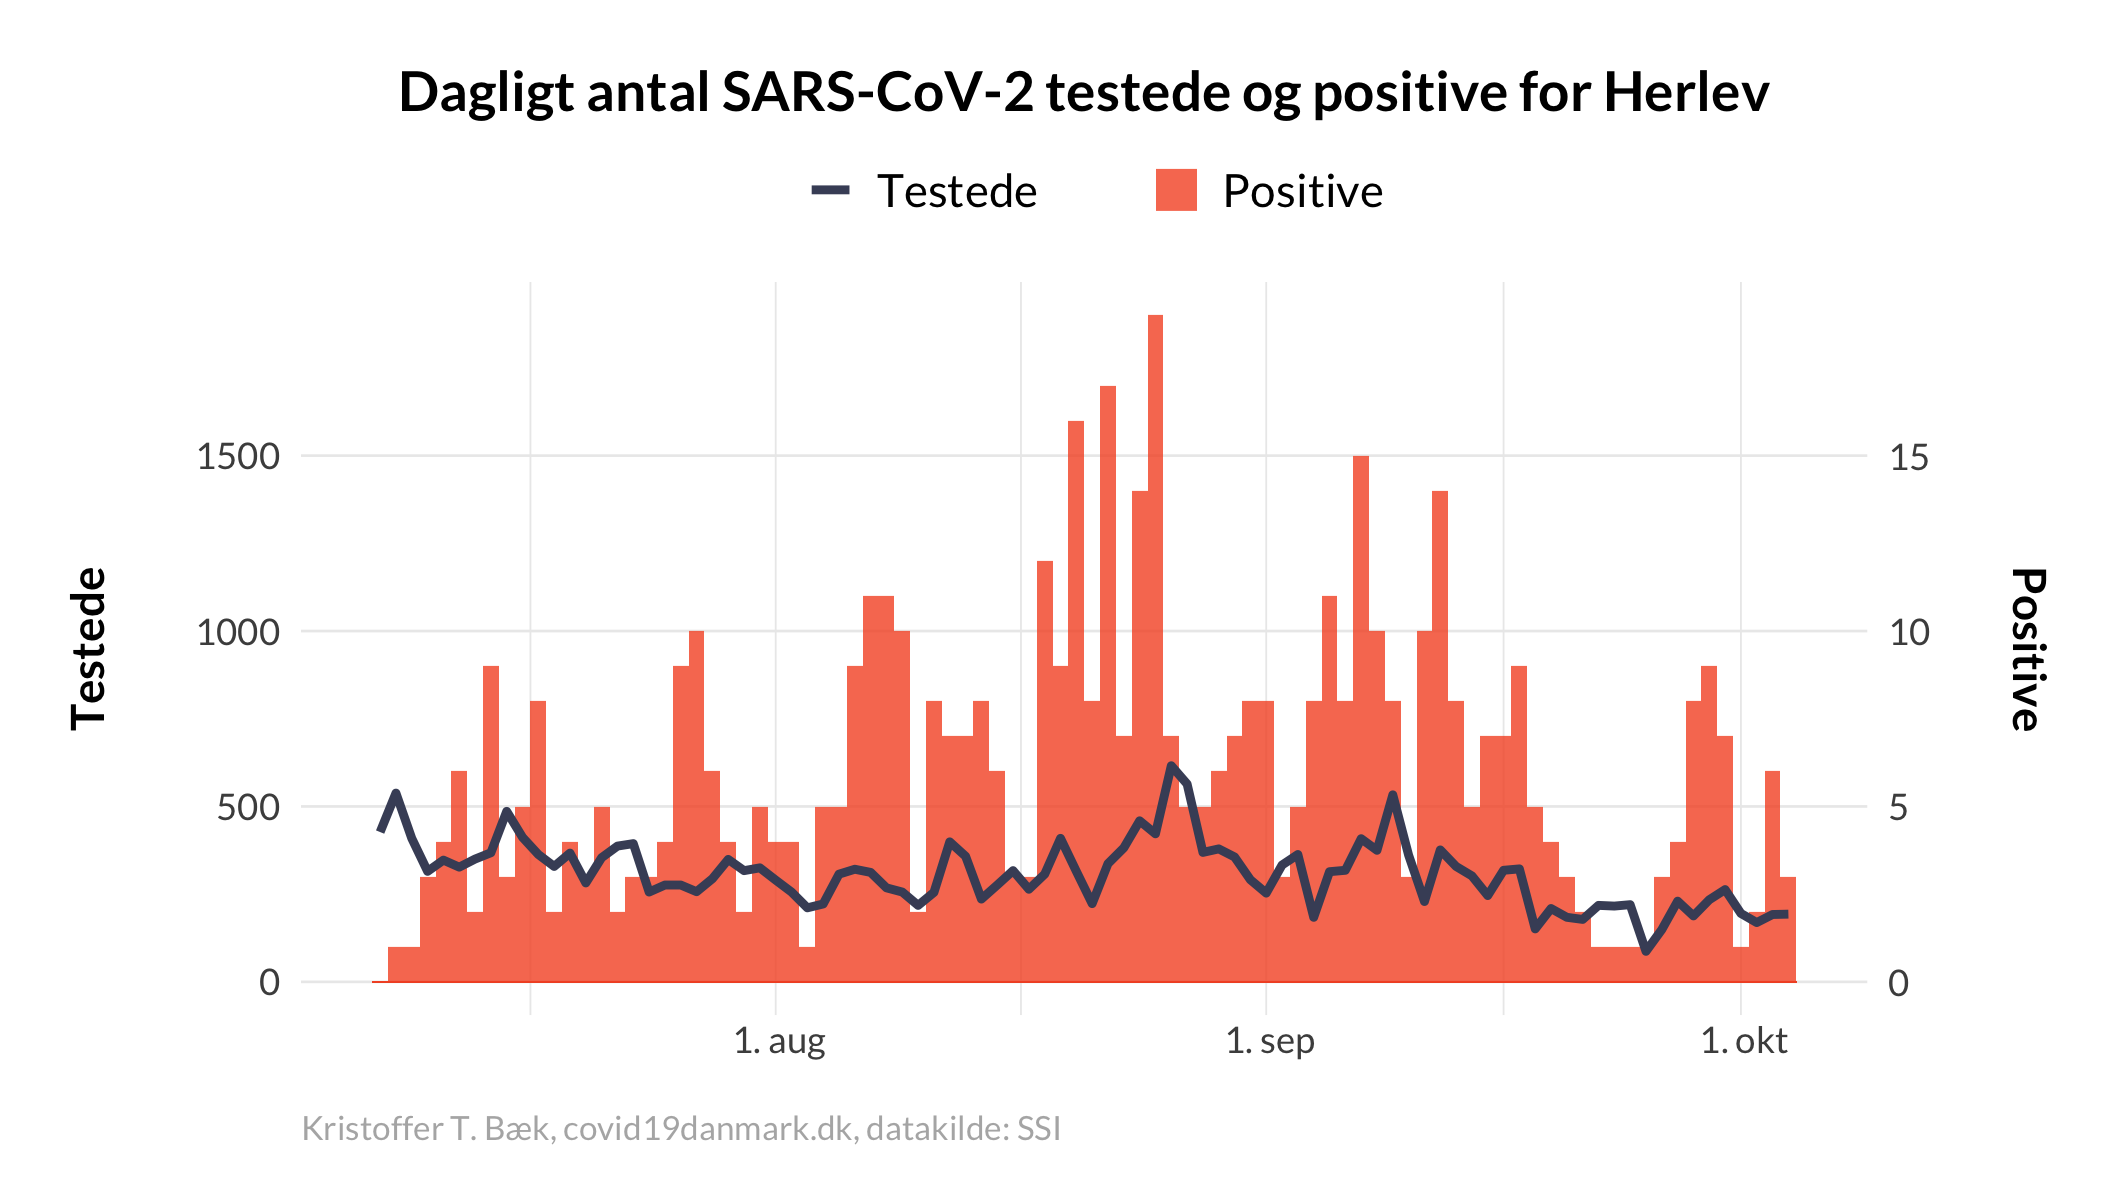 Dagligt antal SARS-CoV-2 testede og positive for Herlev
Testede
Positive
Testede
1500
1000
500
0
15
10
5
0
Positive
1. aug
1. sep
1. okt
Kristoffer T. Bæk, covid19danmark.dk, datakilde: SSI